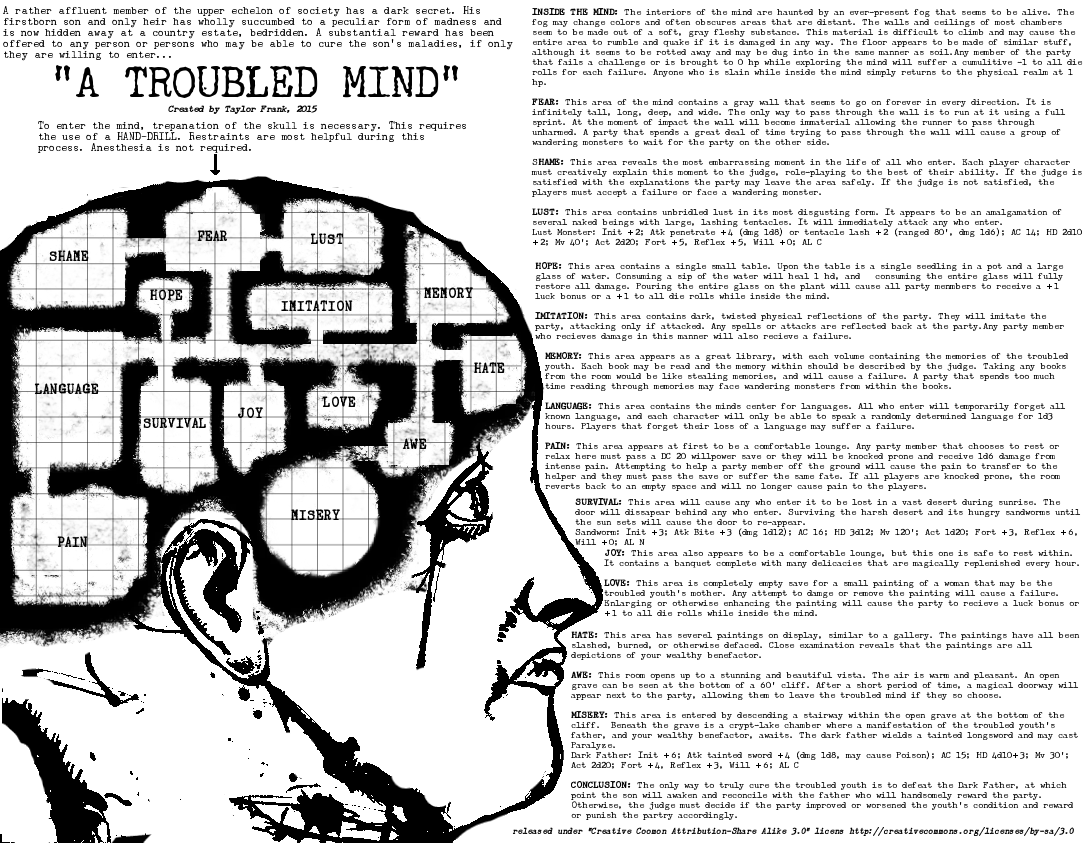 A rather affluent member of the upper echelon of society has a dark secret. His
firstborn son and only heir has wholly succumbed to a peculiar form of madness and
is now hidden away at a country estate, bedridden. A substantial reward has been
offered to any person or persons who may be able to cure the son's maladies, if only
they are willing to enter...
"A TROUBLED MIND"
Created by Taylor Frank, 2015
To enter the mind, trepanation of the skull is necessary. This requires
the use of a HAND-DRILL. Restraints are most helpful during this
process. Anesthesia is not required.
SHAME
FEAR
LUST
HOPE
IMITATION
MEMORY
LANGUAGE
SURVIVAL
JOY
LOVE
HATE
AWE
PAIN
MISERY
INSIDE THE MIND: The interiors of the mind are haunted by an ever-present fog that seems to be alive. The
fog may change colors and often obscures areas that are distant. The walls and ceilings of most chambers
seem to be made out of a soft, gray fleshy substance. This material is difficult to climb and may cause the
entire area to rumble and quake if it is damaged in any way. The floor appears to be made of similar stuff,
although it seems to be rotted away and may be dug into in the same manner as soil.Any member of the party
that fails a challenge or is brought to 0 hp while exploring the mind will suffer a cumulitive -1 to all die
rolls for each failure. Anyone who is slain while inside the mind simply returns to the physical realm at 1
hp.
FEAR: This area of the mind contains a gray wall that seems to go on forever in every direction. It is
infinitely tall, long, deep, and wide. The only way to pass through the wall is to run at it using a full
sprint. At the moment of impact the wall will become immaterial allowing the runner to pass through
unharmed. A party that spends a great deal of time trying to pass through the wall will cause a group of
wandering monsters to wait for the party on the other side.
SHAME: This area reveals the most embarrassing moment in the life of all who enter. Each player character
must creatively explain this moment to the judge, role-playing to the best of their ability. If the judge is
satisfied with the explanations the party may leave the area safely. If the judge is not satisfied, the
players must accept a failure or face a wandering monster.
LUST: This area contains unbridled lust in its most disgusting form. It appears to be an amalgamation of
several naked beings with large, lashing tentacles. It will immediately attack any who enter.
Lust Monster: Init +2; Atk penetrate +4 (dmg 1d8) or tentacle lash +2 (ranged 80', dmg 1d6); AC 14; HD 2d10
+2; Mv 40'; Act 2d20; Fort +5, Reflex +5, Will +0; AL C
HOPE: This area contains a single small table. Upon the table is a single seedling in a pot and a large
glass of water. Consuming a sip of the water will heal 1 hd, and consuming the entire glass will fully
restore all damage. Pouring the entire glass on the plant will cause all party menmbers to receive a +1
luck bonus or a +1 to all die rolls while inside the mind.
IMITATION: This area contains dark, twisted physical reflections of the party. They will imitate the
party, attacking only if attacked. Any spells or attacks are reflected back at the party.Any party member
who recieves damage in this manner will also recieve a failure.
MEMORY: This area appears as a great library, with each volume containing the memories of the troubled
youth. Each book may be read and the memory within should be described by the judge. Taking any books
from the room would be like stealing memories, and will cause a failure. A party that spends too much
time reading through memories may face wandering monsters from within the books.
LANGUAGE: This area contains the minds center for languages. All who enter will temporarily forget all
known language, and each character will only be able to speak a randomly determined language for 1d3
hours. Players that forget their loss of a language may suffer a failure.
PAIN: This area appears at first to be a comfortable lounge. Any party member that chooses to rest or
relax here must pass a DC 20 willpower save or they will be knocked prone and receive 1d6 damage from
intense pain. Attempting to help a party member off the ground will cause the pain to transfer to the
helper and they must pass the save or suffer the same fate. If all players are knocked prone, the room
reverts back to an empty space and will no longer cause pain to the players.
SURVIVAL: This area will cause any who enter it to be lost in a vast desert during sunrise. The
door will dissapear behind any who enter. Surviving the harsh desert and its hungry sandworms until
the sun sets will cause the door to re-appear.
Sandworm: Init +3; Atk Bite +3 (dmg 1d12); AC 16; HD 3d12; Mv 120'; Act 1d20; Fort +3, Reflex +6,
Will +0; AL N
JOY: This area also appears to be a comfortable lounge, but this one is safe to rest within.
It contains a banquet complete with many delicacies that are magically replenished every hour.
LOVE: This area is completely empty save for a small painting of a woman that may be the
troubled youth's mother. Any attempt to damge or remove the painting will cause a failure.
Enlarging or otherwise enhancing the painting will cause the party to recieve a luck bonus or
+1 to all die rolls while inside the mind.
HATE: This area has severel paintings on display, similar to a gallery. The paintings have all been
slashed, burned, or otherwise defaced. Close examination reveals that the paintings are all
depictions of your wealthy benefactor.
AWE: This room opens up to a stunning and beautiful vista. The air is warm and pleasant. An open
grave can be seen at the bottom of a 60' cliff. After a short period of time, a magical doorway will
appear next to the party, allowing them to leave the troubled mind if they so choose.
MISERY: This area is entered by descending a stairway within the open grave at the bottom of the
cliff. Beneath the grave is a crypt-lake chamber where a manifestation of the troubled youth's
father, and your wealthy benefactor, awaits. The dark father wields a tainted longsword and may cast
Paralyze.
Dark Father: Init +6; Atk tainted sword +4 (dmg 1d8, may cause Poison); AC 15; HD 4d10+3; Mv 30';
Act 2d20; Fort +4, Reflex +3, Will +6; AL C
CONCLUSION: The only way to truly cure the troubled youth is to defeat the Dark Father, at which
point the son will awaken and reconcile with the father who will handsomely reward the party.
Otherwise, the judge must decide if the party improved or worsened the youth's condition and reward
or punish the partry accordingly.
released under "Creative Coomon Attribution-Share Alike 3.0" licens http://creativecommons.org/licenses/by-sa/3.0